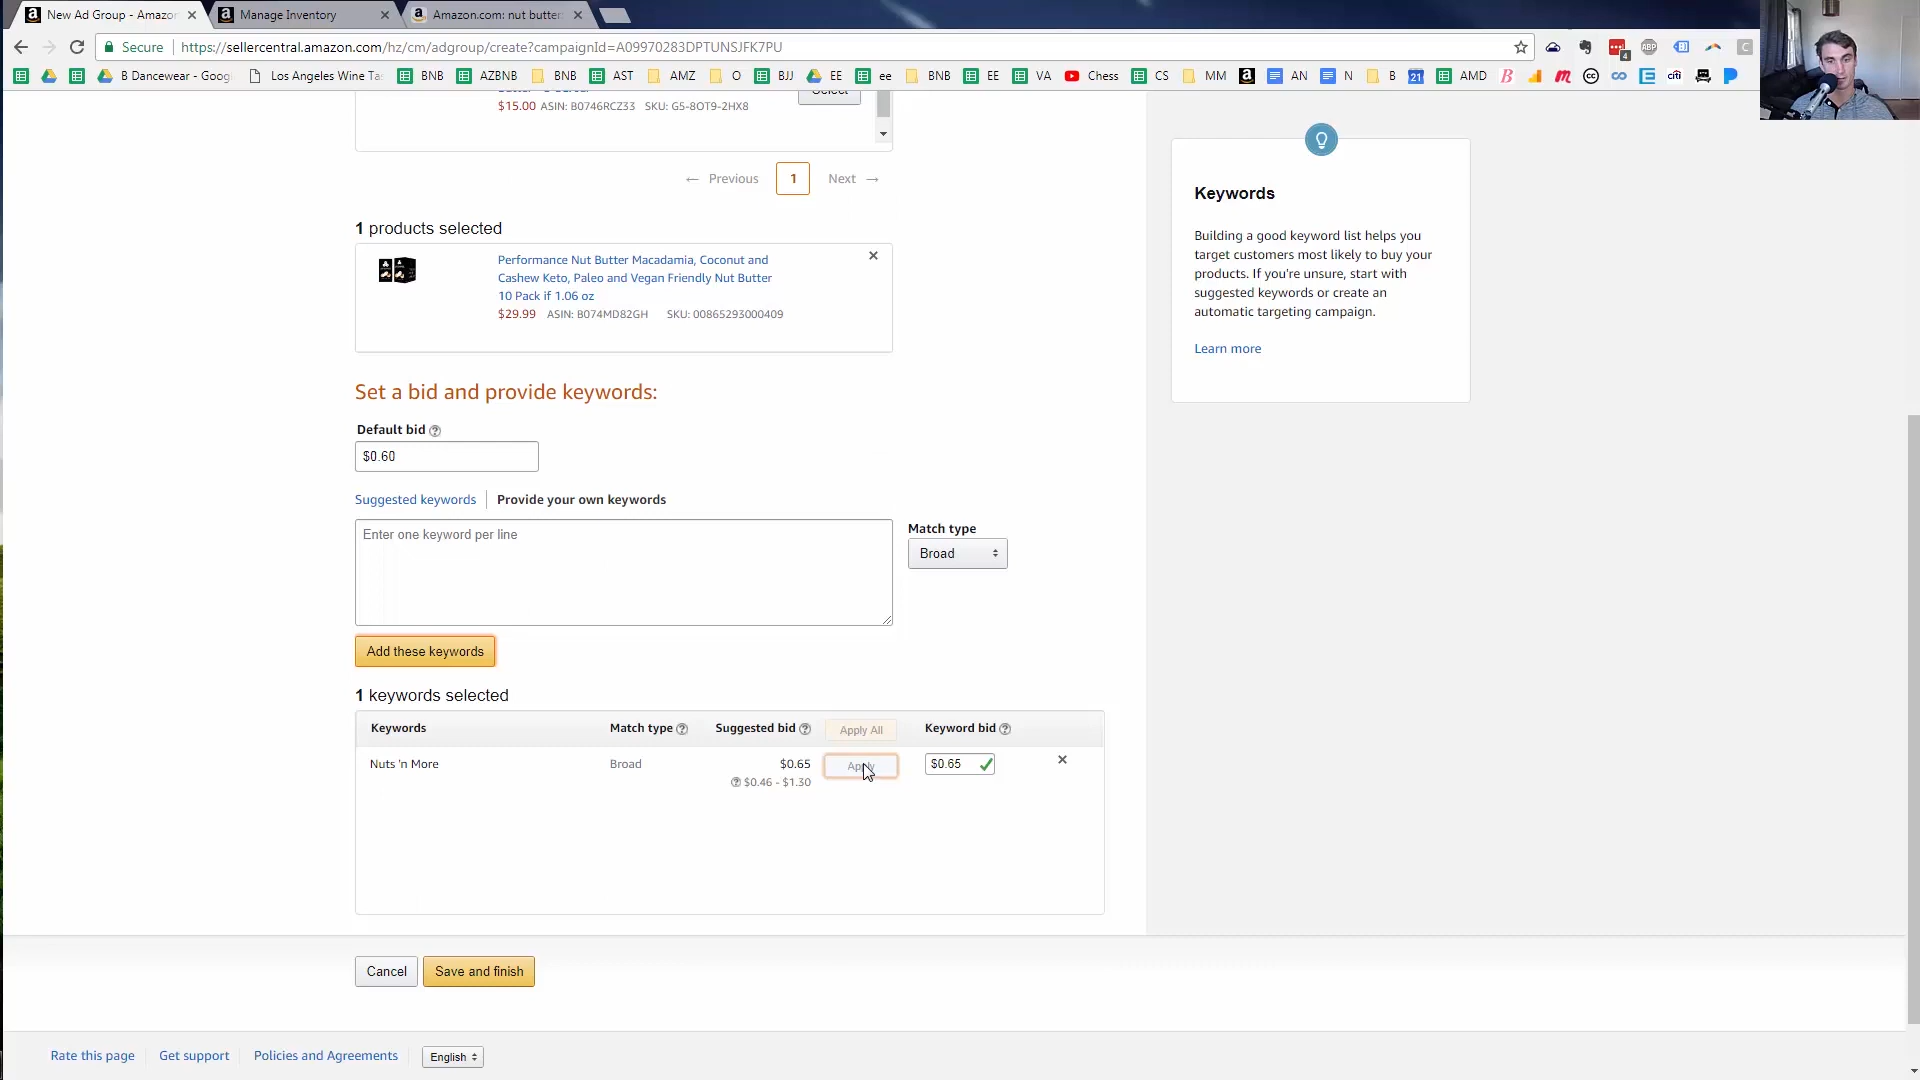 New Ad Group - Amazon
Manage Inventory
Amazon.com: nut butter
Secure
https://sellercentral.amazon.com/hz/cm/adgroup/create?campaignId=A09970283DPTUNSJFK7PU
4
ABP
C
B Dancewear - Goog
Los Angeles Wine Ta
BNB
AZBNB
BNB
AST
AMZ
O
BJJ
EE
ee
BNB
EE
VA
Chess
CS
MM
AN
N
B
21
AMD
B
citi
Select
$15.00 ASIN: B0746RCZ33 SKU: G5-8OT9-2HX8
← Previous 1 Next →
1 products selected
Performance Nut Butter Macadamia, Coconut and
Cashew Keto, Paleo and Vegan Friendly Nut Butter
10 Pack if 1.06 oz
$29.99 ASIN: B074MD82GH SKU: 00865293000409
Keywords
Building a good keyword list helps you
target customers most likely to buy your
products. If you're unsure, start with
suggested keywords or create an
automatic targeting campaign.
Learn more
Set a bid and provide keywords:
Default bid
$0.60
Suggested keywords Provide your own keywords
Enter one keyword per line
Match type
Broad
Add these keywords
1 keywords selected
Keywords Match type Suggested bid Apply All Keyword bid
Nuts 'n More Broad $0.65 Apply $0.65
$0.46 - $1.30
Cancel Save and finish
Rate this page Get support Policies and Agreements English